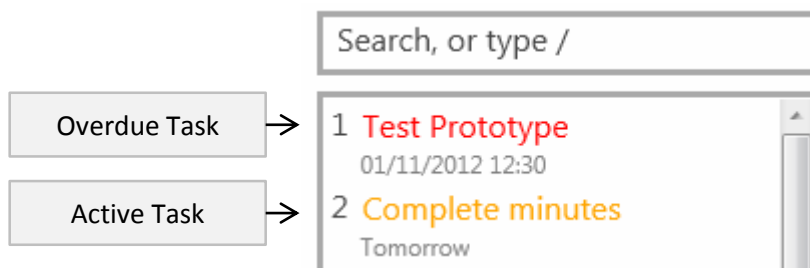 Search, or type /
Overdue Task
1 Test Prototype
01/11/2012 12:30
Active Task
2 Complete minutes
Tomorrow